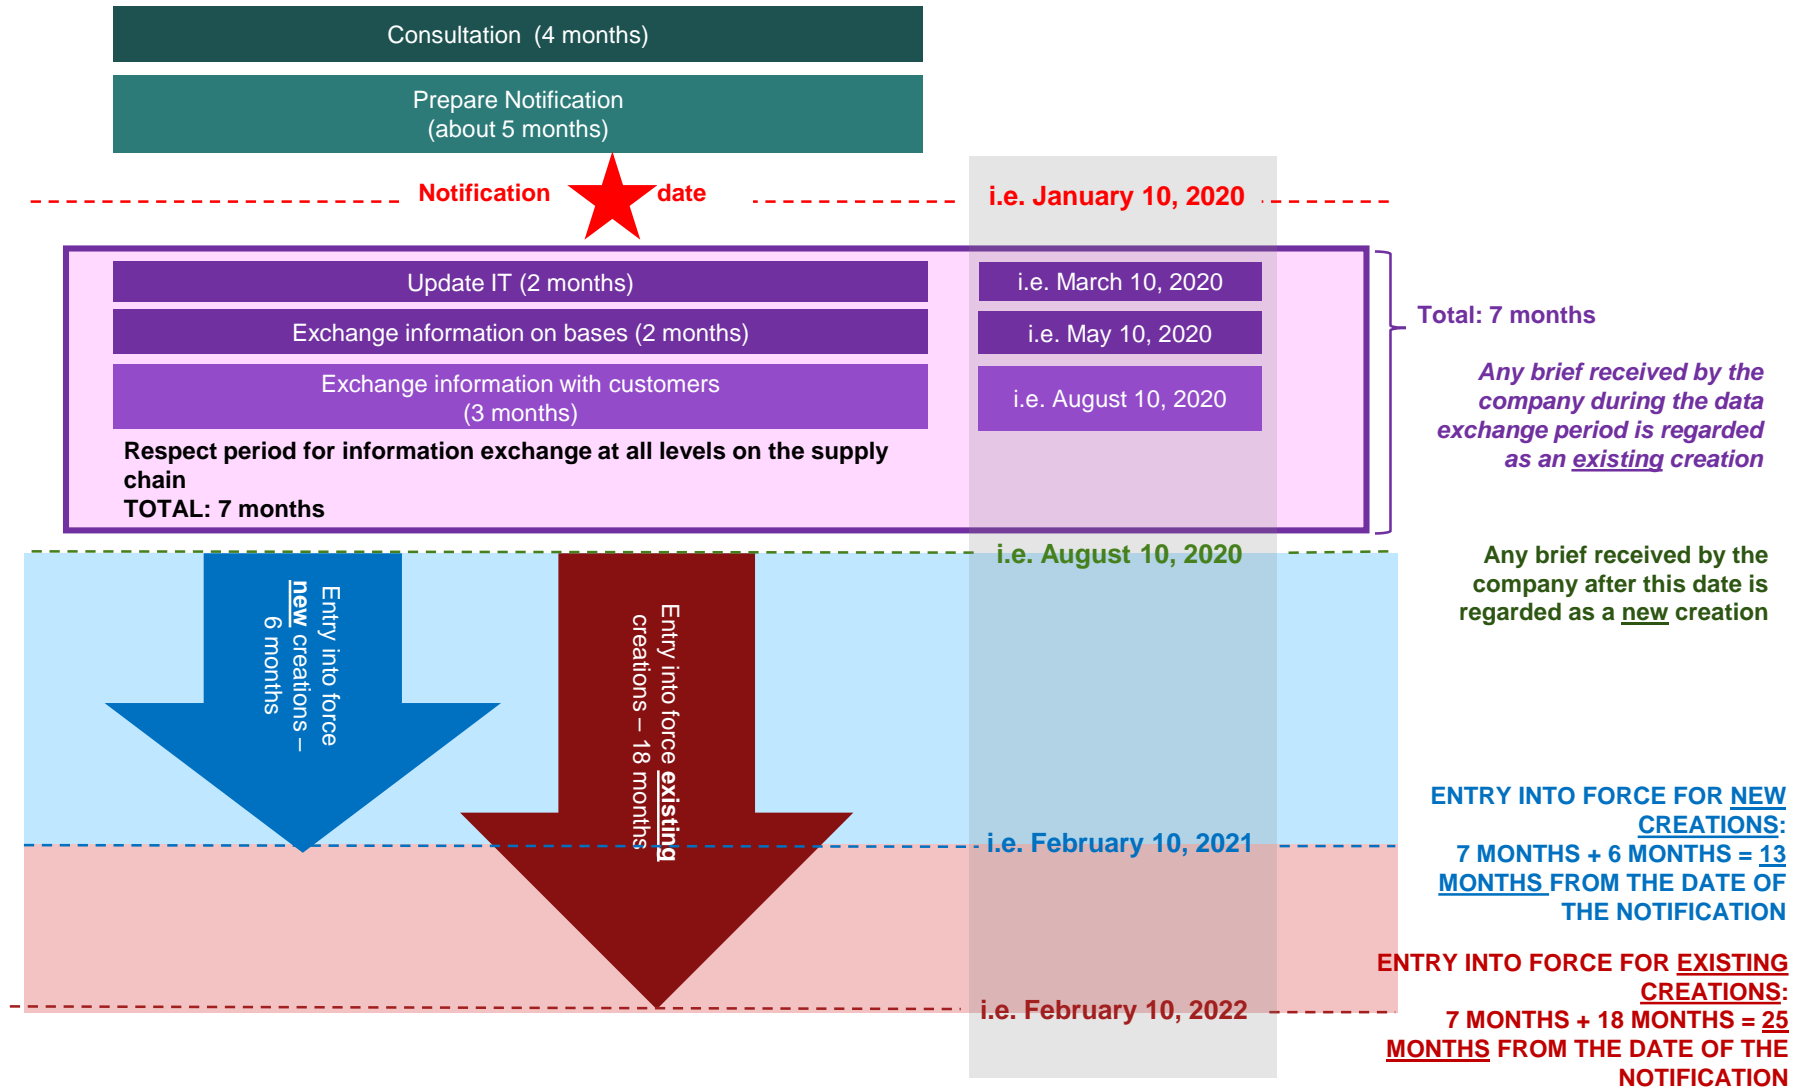 Consultation (4 months)
Prepare Notification
(about 5 months)
Notification date
i.e. January 10, 2020
Update IT (2 months)
i.e. March 10, 2020
Exchange information on bases (2 months)
i.e. May 10, 2020
Exchange information with customers
(3 months)
i.e. August 10, 2020
Respect period for information exchange at all levels on the supply
chain
TOTAL: 7 months
Total: 7 months
Any brief received by the
company during the data
exchange period is regarded
as an existing creation
i.e. August 10, 2020
Any brief received by the
company after this date is
regarded as a new creation
Entry into force
new creations –
6 months
Entry into force existing
creations – 18 months
i.e. February 10, 2021
ENTRY INTO FORCE FOR NEW
CREATIONS:
7 MONTHS + 6 MONTHS = 13
MONTHS FROM THE DATE OF
THE NOTIFICATION
i.e. February 10, 2022
ENTRY INTO FORCE FOR EXISTING
CREATIONS:
7 MONTHS + 18 MONTHS = 25
MONTHS FROM THE DATE OF THE
NOTIFICATION